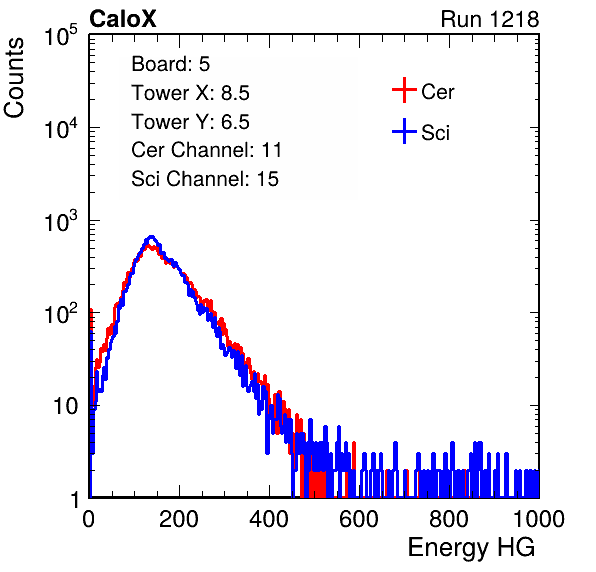 CaloX Run 1218
Counts
Board: 5
Tower X: 8.5
Tower Y: 6.5
Cer Channel: 11
Sci Channel: 15
Cer
Sci
10^5
10^4
10^3
10^2
10
1
0 200 400 600 800 1000
Energy HG